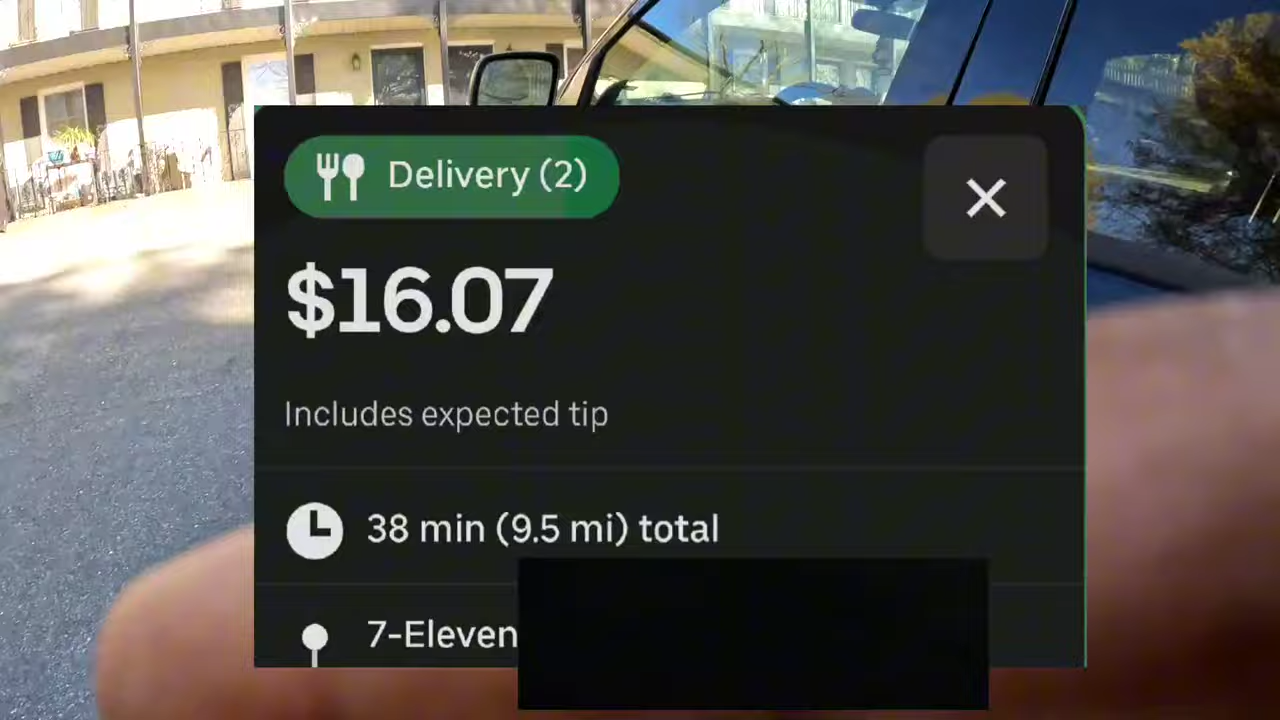 Delivery (2)
$16.07
Includes expected tip
38 min (9.5 mi) total
7-Eleven